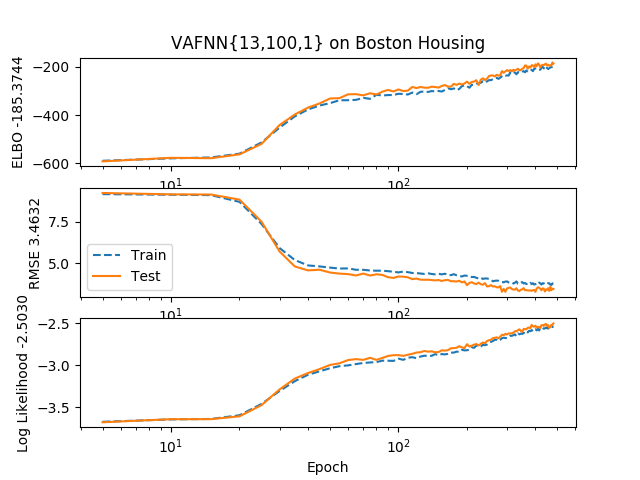 VAFNN{13,100,1} on Boston Housing
ELBO -185.3744
−200
−400
−600
10¹
10²
RMSE 3.4632
7.5
5.0
Train
Test
10¹
10²
Log Likelihood -2.5030
−2.5
−3.0
−3.5
10¹
10²
Epoch